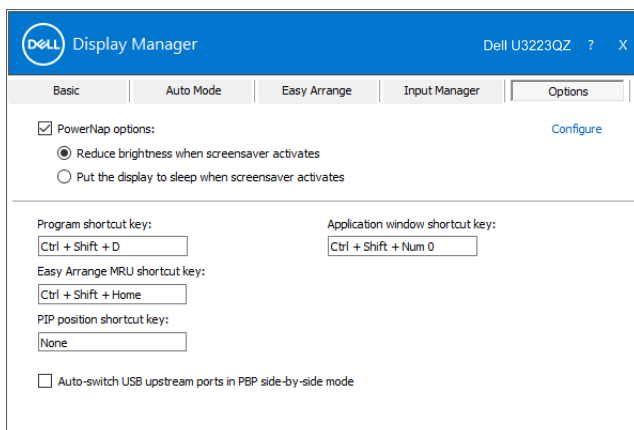 DELL Display Manager Dell U3223QZ ? X
Basic Auto Mode Easy Arrange Input Manager Options
PowerNap options: Configure
Reduce brightness when screensaver activates
Put the display to sleep when screensaver activates
Program shortcut key: Application window shortcut key:
Ctrl + Shift + D Ctrl + Shift + Num 0
Easy Arrange MRU shortcut key:
Ctrl + Shift + Home
PIP position shortcut key:
None
Auto-switch USB upstream ports in PBP side-by-side mode